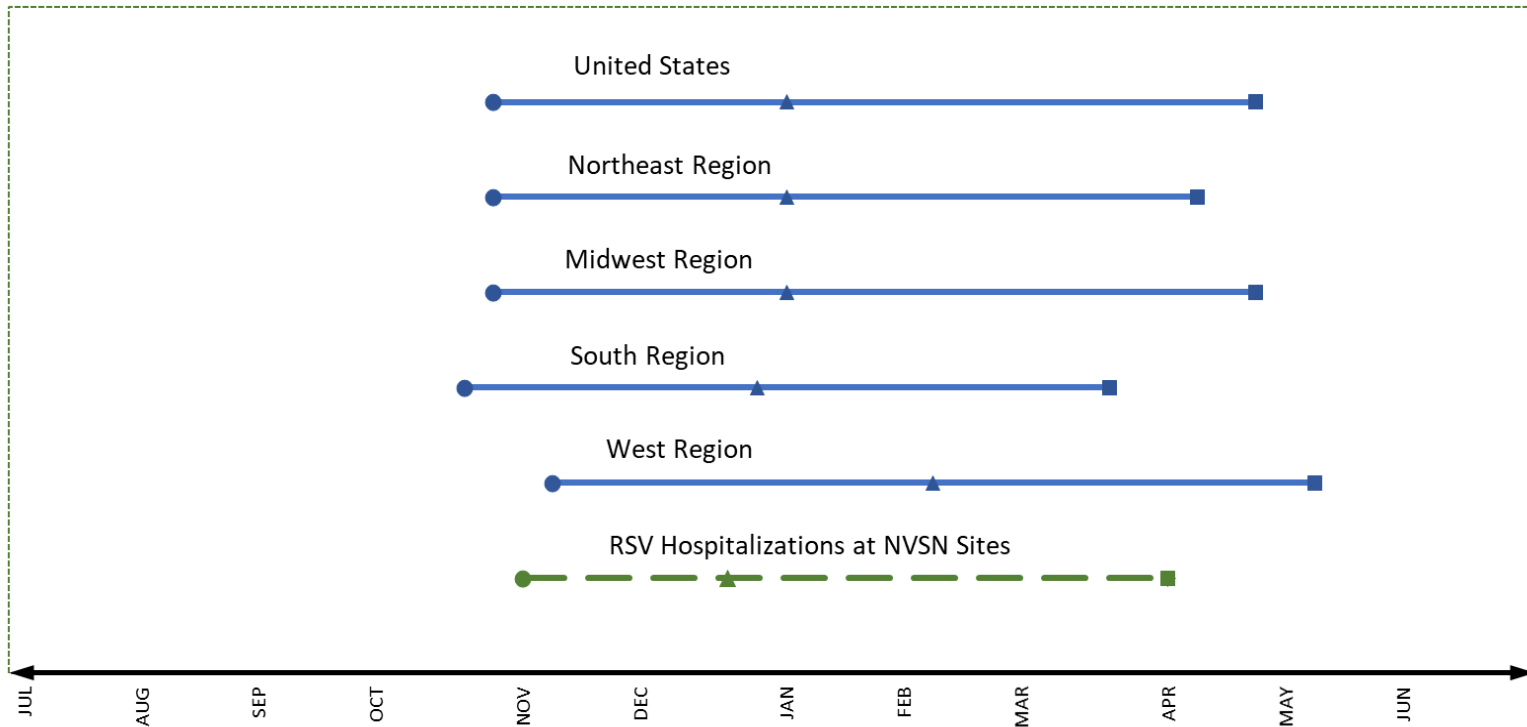 United States
Northeast Region
Midwest Region
South Region
West Region
RSV Hospitalizations at NVSN Sites
JUL
AUG
SEP
OCT
NOV
DEC
JAN
FEB
MAR
APR
MAY
JUN